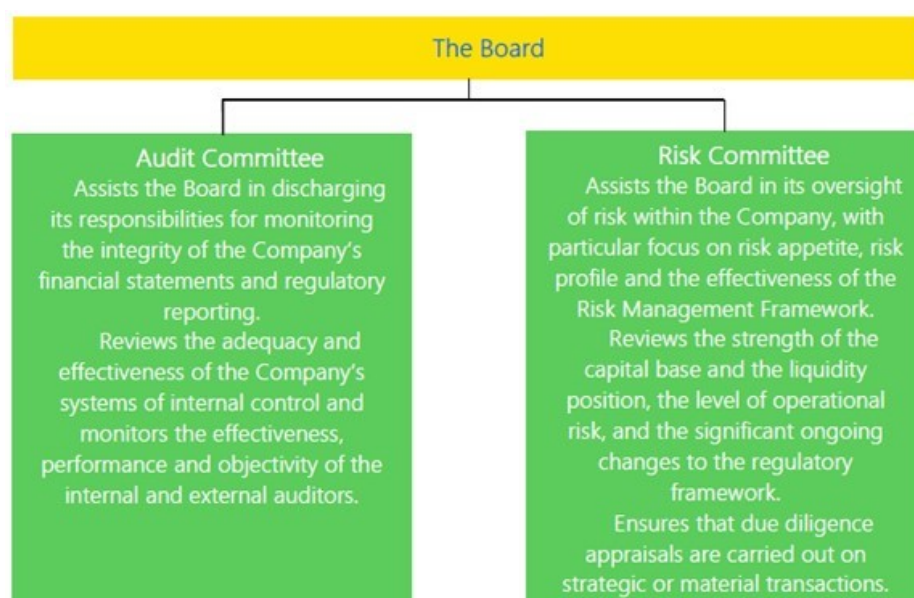 The Board
Audit Committee
Assists the Board in discharging
its responsibilities for monitoring
the integrity of the Company's
financial statements and regulatory
reporting.
Reviews the adequacy and
effectiveness of the Company's
systems of internal control and
monitors the effectiveness,
performance and objectivity of the
internal and external auditors.
Risk Committee
Assists the Board in its oversight
of risk within the Company, with
particular focus on risk appetite, risk
profile and the effectiveness of the
Risk Management Framework.
Reviews the strength of the
capital base and the liquidity
position, the level of operational
risk, and the significant ongoing
changes to the regulatory
framework.
Ensures that due diligence
appraisals are carried out on
strategic or material transactions.